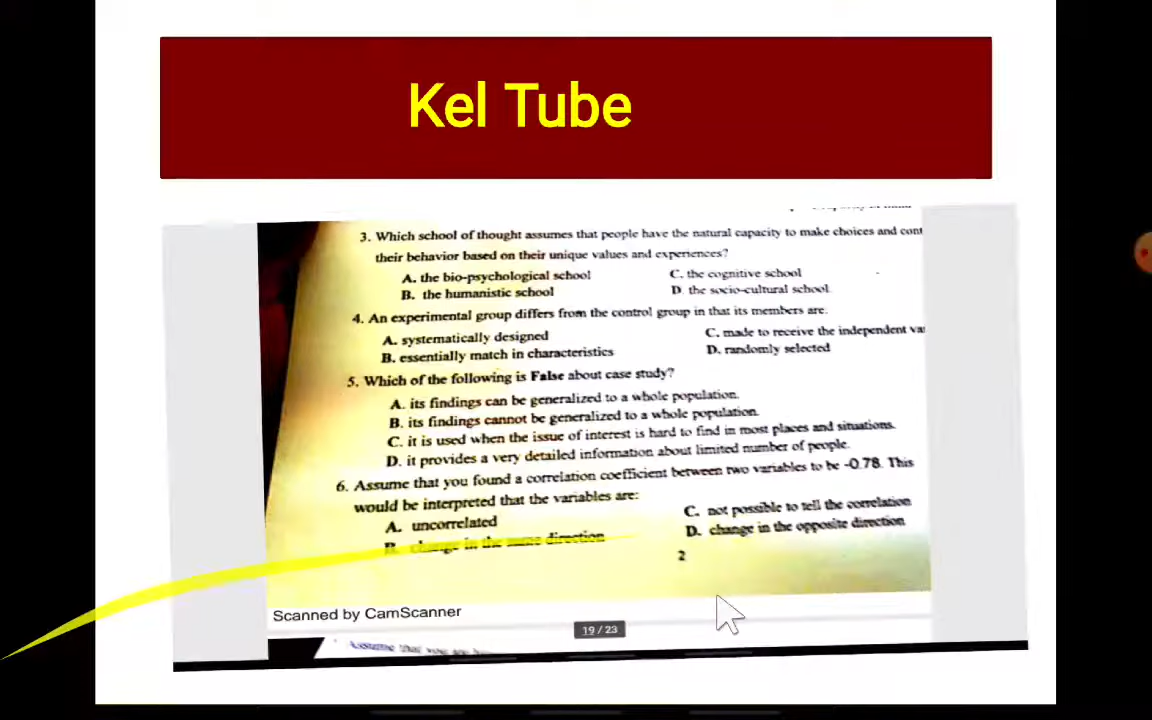 Kel Tube
3. Which school of thought assumes that people have the natural capacity to make choices and cont
their behavior based on their unique values and experiences?
A. the bio-psychological school
C. the cognitive school
B. the humanistic school
D. the socio-cultural school
4. An experimental group differs from the control group in that its members are:
A. systematically designed
C. made to receive the independent va
B. essentially match in characteristics
D. randomly selected
5. Which of the following is False about case study?
A. its findings can be generalized to a whole population.
B. its findings cannot be generalized to a whole population.
C. it is used when the issue of interest is hard to find in most places and situations.
D. it provides a very detailed information about limited number of people.
6. Assume that you found a correlation coefficient between two variables to be -0.78. This
would be interpreted that the variables are:
A. uncorrelated
C. not possible to tell the correlation
B. change in the same direction
D. change in the opposite direction
2
Scanned by CamScanner
19 / 23
Assume that you